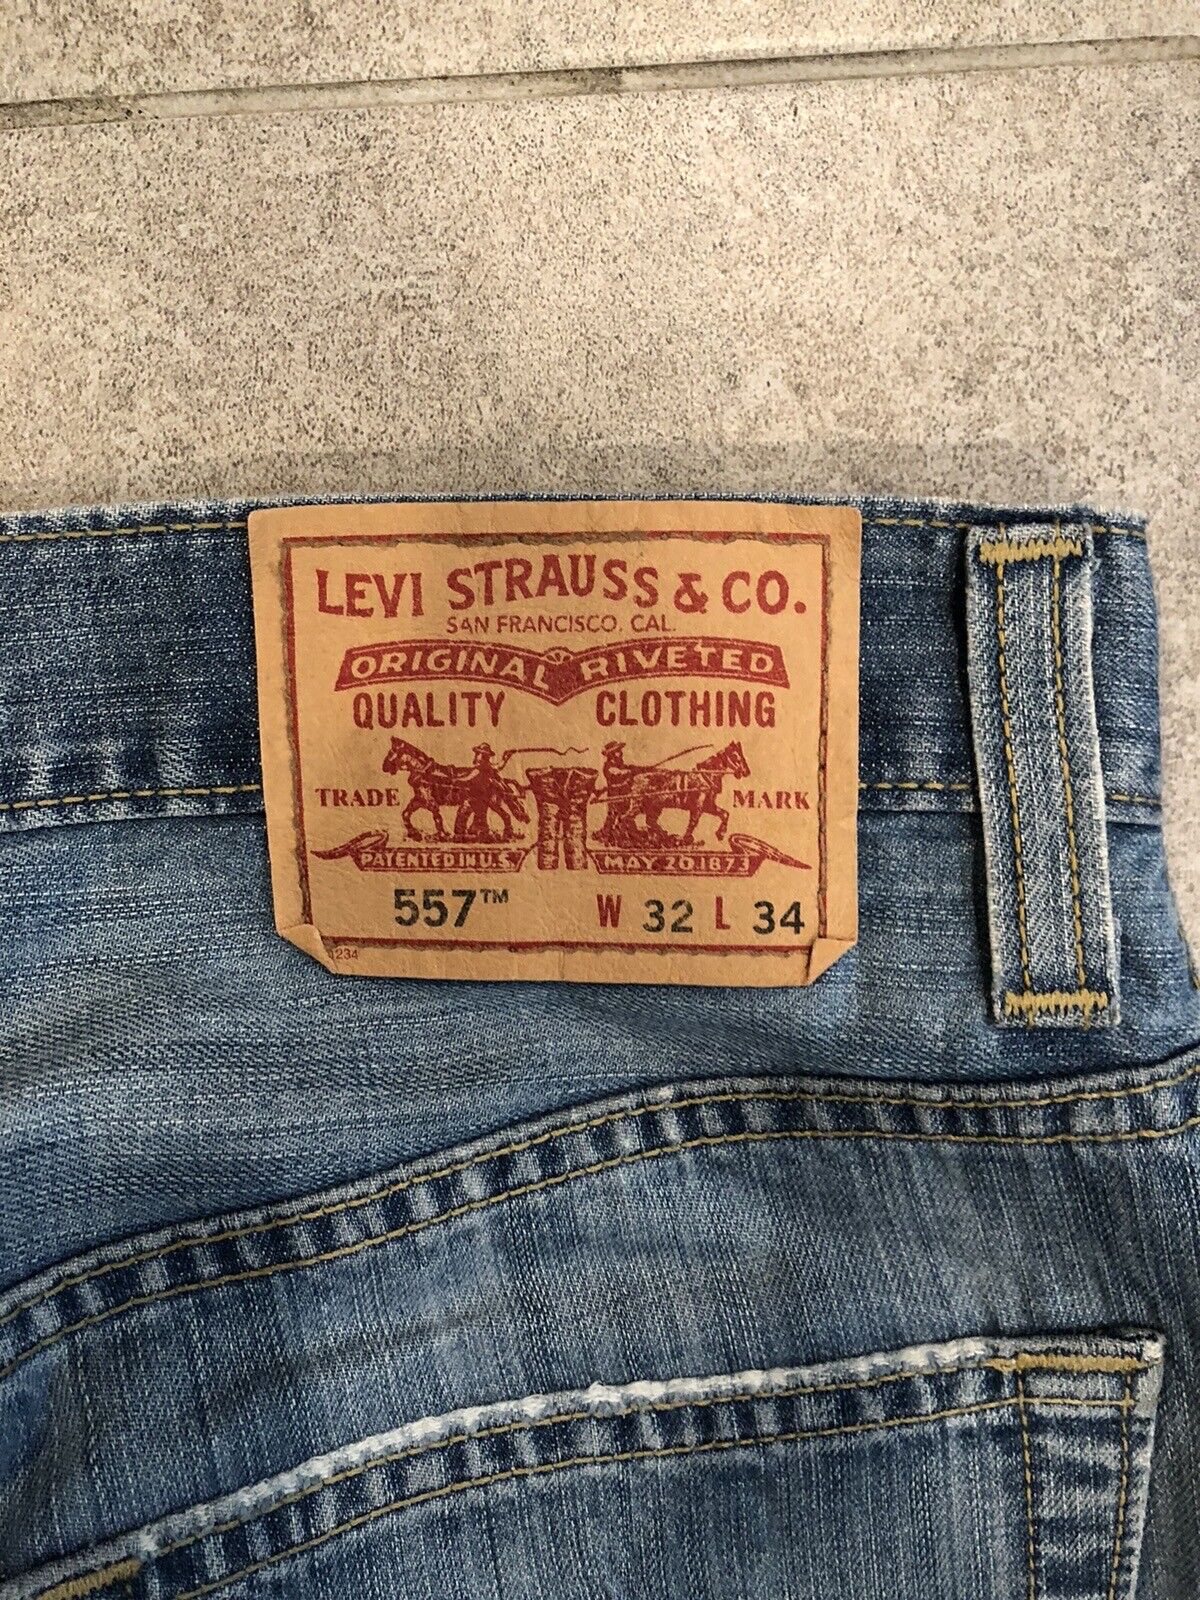 LEVI STRAUSS & CO.
SAN FRANCISCO, CAL.
ORIGINAL RIVETED
QUALITY CLOTHING
TRADE MARK
PATENTED IN U.S. MAY 20 1873
557™ W 32 L 34
1234